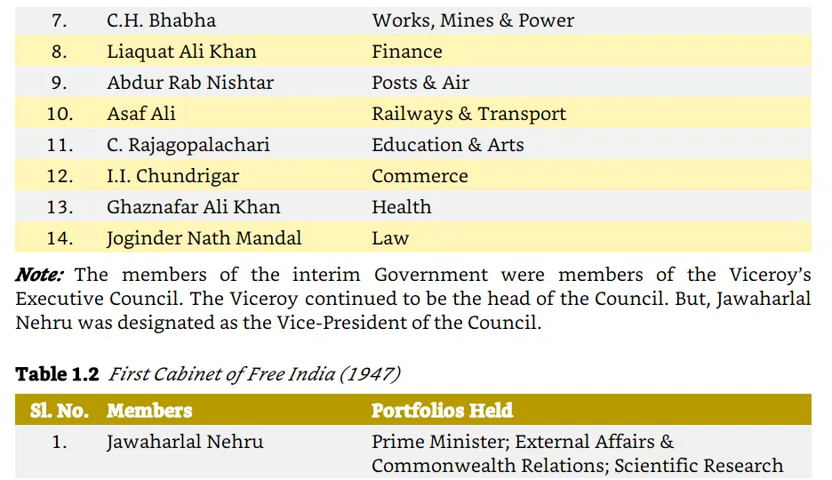 7. C.H. Bhabha Works, Mines & Power
8. Liaquat Ali Khan Finance
9. Abdur Rab Nishtar Posts & Air
10. Asaf Ali Railways & Transport
11. C. Rajagopalachari Education & Arts
12. I.I. Chundrigar Commerce
13. Ghaznafar Ali Khan Health
14. Joginder Nath Mandal Law
Note: The members of the interim Government were members of the Viceroy’s
Executive Council. The Viceroy continued to be the head of the Council. But, Jawaharlal
Nehru was designated as the Vice-President of the Council.
Table 1.2 First Cabinet of Free India (1947)
Sl. No. Members Portfolios Held
1. Jawaharlal Nehru Prime Minister; External Affairs &
Commonwealth Relations; Scientific Research